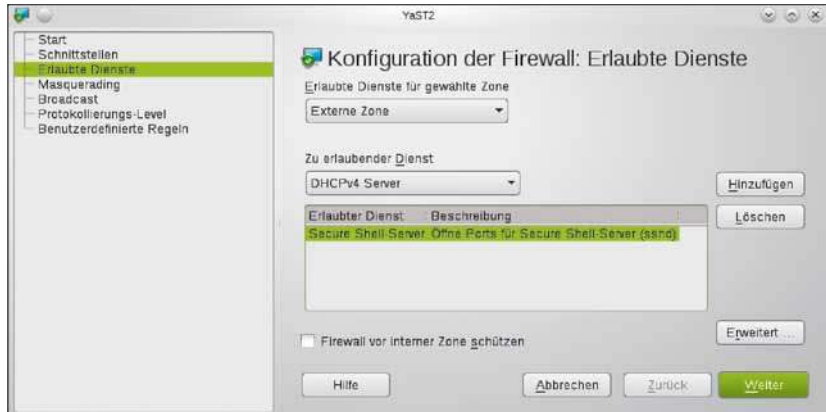 YaST2
Start
Schnittstellen
Erlaubte Dienste
Masquerading
Broadcast
Protokollierungs-Level
Benutzerdefinierte Regeln
Konfiguration der Firewall: Erlaubte Dienste
Erlaubte Dienste für gewählte Zone
Externe Zone
Zu erlaubender Dienst
DHCPv4 Server
Hinzufügen
Erlaubter Dienst Beschreibung
Löschen
Secure Shell-Server Öffne Ports für Secure Shell-Server (sshd)
Erweitert ...
Firewall vor interner Zone schützen
Hilfe Abbrechen Zurück Weiter